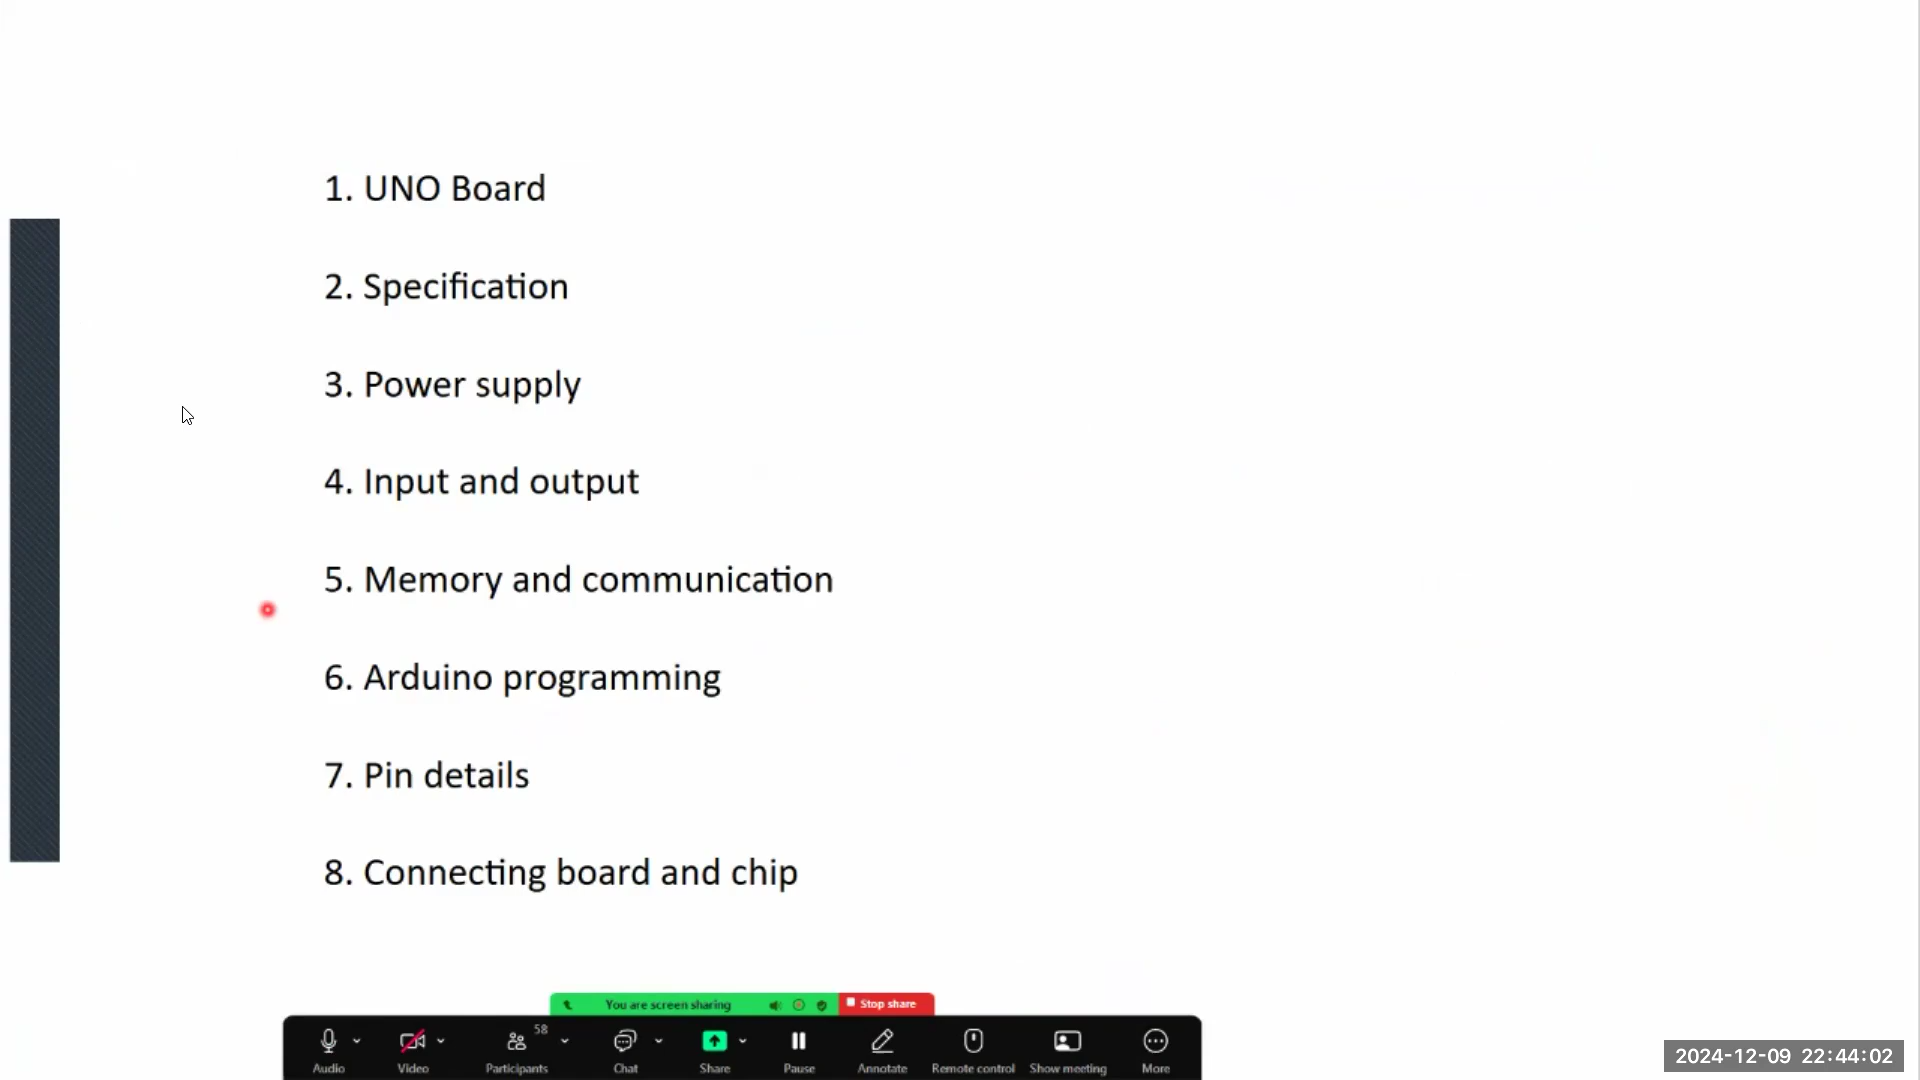 1. UNO Board
2. Specification
3. Power supply
4. Input and output
5. Memory and communication
6. Arduino programming
7. Pin details
8. Connecting board and chip
You are screen sharing Stop share
58
Audio Video Participants Chat Share Pause Annotate Remote control Show meeting More
2024-12-09 22:44:02